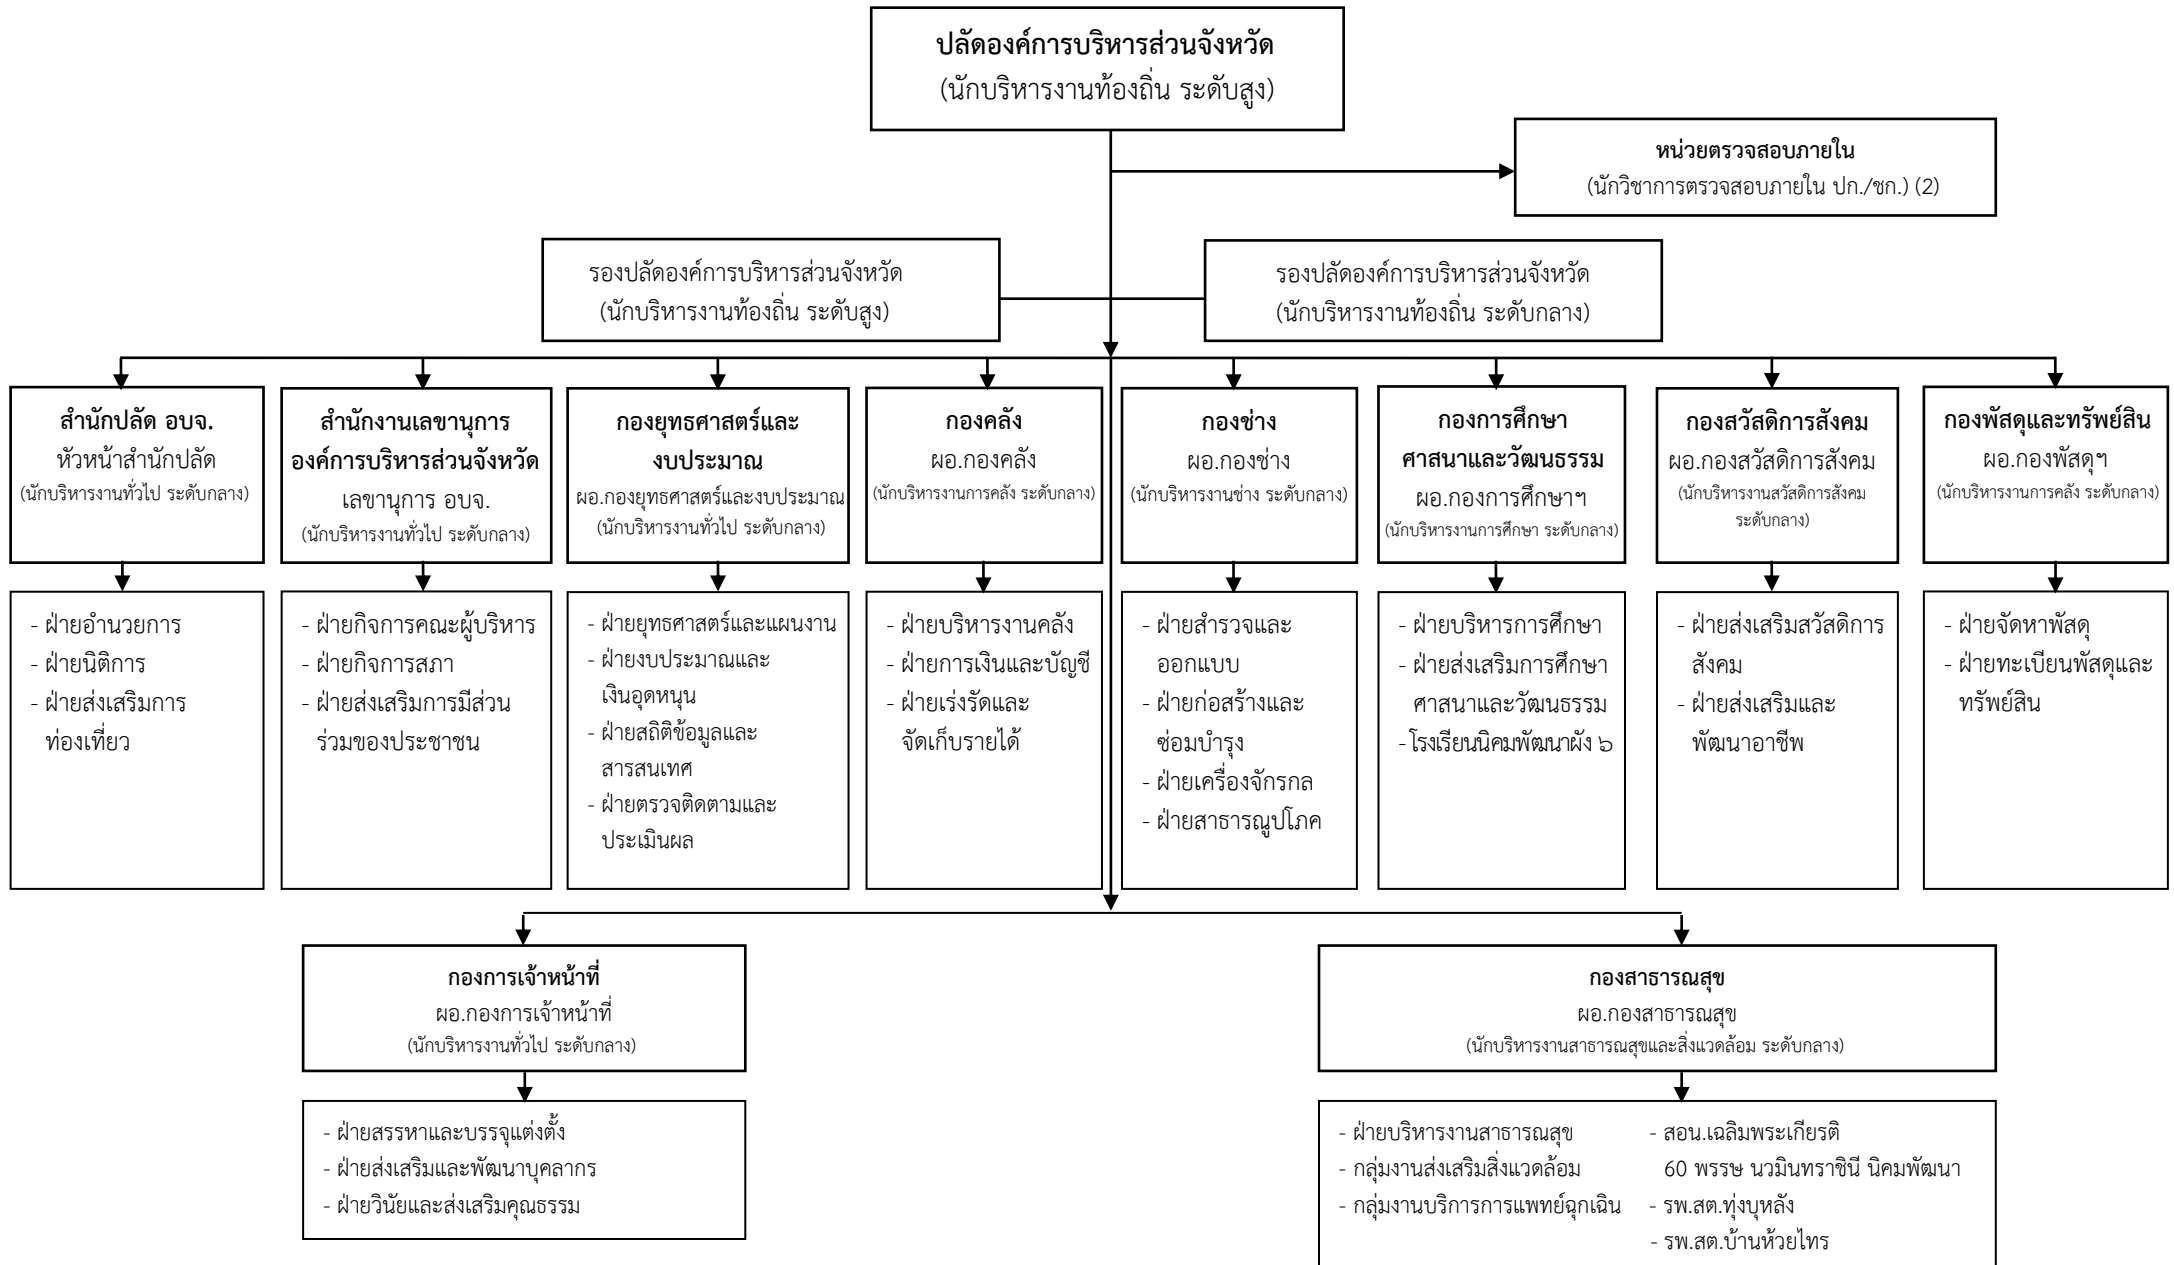 ปลัดองค์การบริหารส่วนจังหวัด
(นักบริหารงานท้องถิ่น ระดับสูง)
หน่วยตรวจสอบภายใน
(นักวิชาการตรวจสอบภายใน ปก./ชก.) (2)
รองปลัดองค์การบริหารส่วนจังหวัด
(นักบริหารงานท้องถิ่น ระดับสูง)
รองปลัดองค์การบริหารส่วนจังหวัด
(นักบริหารงานท้องถิ่น ระดับกลาง)
สำนักปลัด อบจ.
หัวหน้าสำนักปลัด
(นักบริหารงานทั่วไป ระดับกลาง)
สำนักงานเลขานุการ
องค์การบริหารส่วนจังหวัด
เลขานุการ อบจ.
(นักบริหารงานทั่วไป ระดับกลาง)
กองยุทธศาสตร์และ
งบประมาณ
ผอ.กองยุทธศาสตร์และงบประมาณ
(นักบริหารงานทั่วไป ระดับกลาง)
กองคลัง
ผอ.กองคลัง
(นักบริหารงานการคลัง ระดับกลาง)
กองช่าง
ผอ.กองช่าง
(นักบริหารงานช่าง ระดับกลาง)
กองการศึกษา
ศาสนาและวัฒนธรรม
ผอ.กองการศึกษาฯ
(นักบริหารงานการศึกษา ระดับกลาง)
กองสวัสดิการสังคม
ผอ.กองสวัสดิการสังคม
(นักบริหารงานสวัสดิการสังคม
ระดับกลาง)
กองพัสดุและทรัพย์สิน
ผอ.กองพัสดุฯ
(นักบริหารงานการคลัง ระดับกลาง)
- ฝ่ายอำนวยการ
- ฝ่ายนิติการ
- ฝ่ายส่งเสริมการ
ท่องเที่ยว
- ฝ่ายกิจการคณะผู้บริหาร
- ฝ่ายกิจการสภา
- ฝ่ายส่งเสริมการมีส่วน
ร่วมของประชาชน
- ฝ่ายยุทธศาสตร์และแผนงาน
- ฝ่ายงบประมาณและ
เงินอุดหนุน
- ฝ่ายสถิติข้อมูลและ
สารสนเทศ
- ฝ่ายตรวจติดตามและ
ประเมินผล
- ฝ่ายบริหารงานคลัง
- ฝ่ายการเงินและบัญชี
- ฝ่ายเร่งรัดและ
จัดเก็บรายได้
- ฝ่ายสำรวจและ
ออกแบบ
- ฝ่ายก่อสร้างและ
ซ่อมบำรุง
- ฝ่ายเครื่องจักรกล
- ฝ่ายสาธารณูปโภค
- ฝ่ายบริหารการศึกษา
- ฝ่ายส่งเสริมการศึกษา
ศาสนาและวัฒนธรรม
- โรงเรียนนิคมพัฒนาผัง ๖
- ฝ่ายส่งเสริมสวัสดิการ
สังคม
- ฝ่ายส่งเสริมและ
พัฒนาอาชีพ
- ฝ่ายจัดหาพัสดุ
- ฝ่ายทะเบียนพัสดุและ
ทรัพย์สิน
กองการเจ้าหน้าที่
ผอ.กองการเจ้าหน้าที่
(นักบริหารงานทั่วไป ระดับกลาง)
กองสาธารณสุข
ผอ.กองสาธารณสุข
(นักบริหารงานสาธารณสุขและสิ่งแวดล้อม ระดับกลาง)
- ฝ่ายสรรหาและบรรจุแต่งตั้ง
- ฝ่ายส่งเสริมและพัฒนาบุคลากร
- ฝ่ายวินัยและส่งเสริมคุณธรรม
- ฝ่ายบริหารงานสาธารณสุข
- กลุ่มงานส่งเสริมสิ่งแวดล้อม
- กลุ่มงานบริการการแพทย์ฉุกเฉิน
- สอน.เฉลิมพระเกียรติ
60 พรรษ นวมินทราชินี นิคมพัฒนา
- รพ.สต.ทุ่งบุหลัง
- รพ.สต.บ้านห้วยไทร